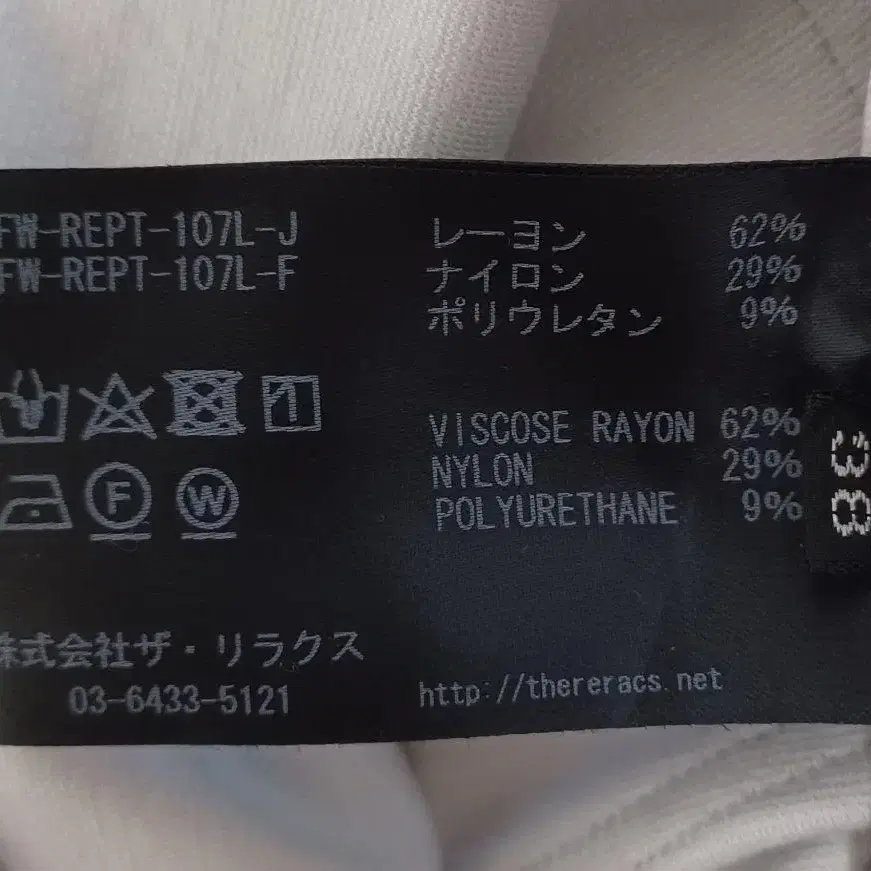 FW-REPT-107L-J
FW-REPT-107L-F
レーヨン 62%
ナイロン 29%
ポリウレタン 9%
VISCOSE RAYON 62%
NYLON 29%
POLYURETHANE 9%
F
W
株式会社ザ・リラクス
03-6433-5121
http://thereracs.net